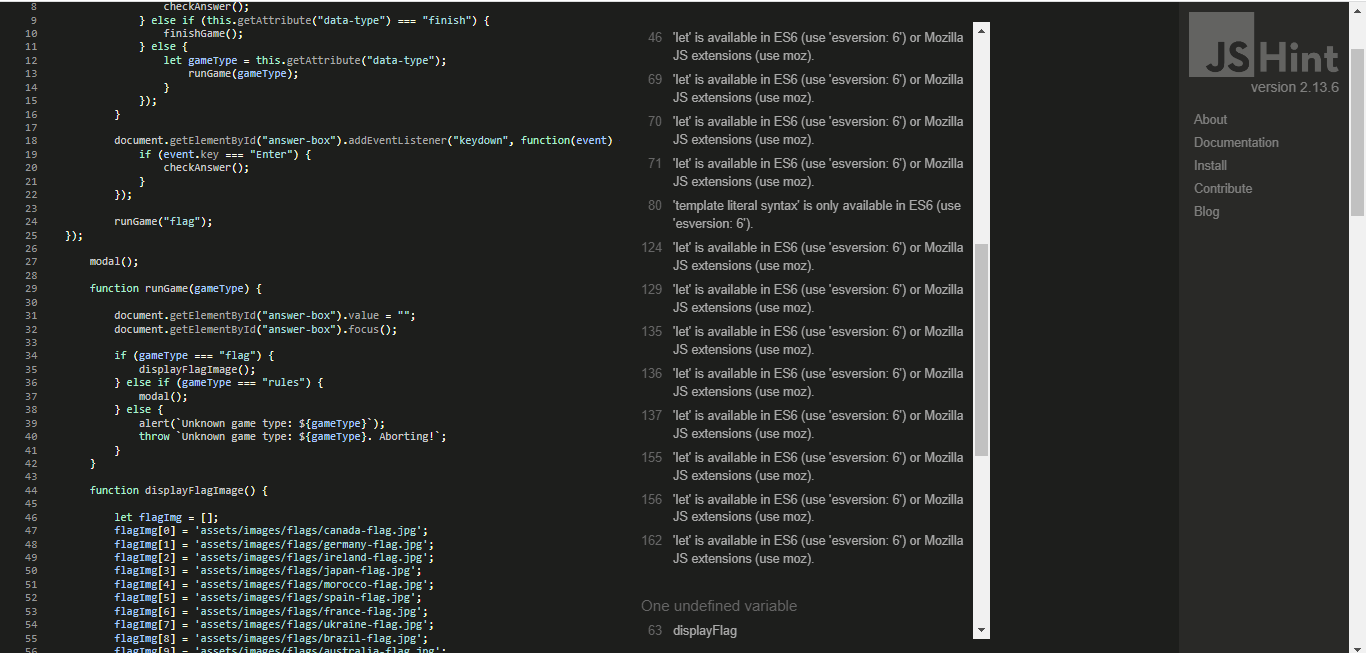 8 checkAnswer();
9 } else if (this.getAttribute("data-type") === "finish") {
10 finishGame();
11 } else {
12 let gameType = this.getAttribute("data-type");
13 runGame(gameType);
14 }
15 });
16 }
17
18 document.getElementById("answer-box").addEventListener("keydown", function(event)
19 if (event.key === "Enter") {
20 checkAnswer();
21 }
22 });
23
24 runGame("flag");
25 });
26
27 modal();
28
29 function runGame(gameType) {
30
31 document.getElementById("answer-box").value = "";
32 document.getElementById("answer-box").focus();
33
34 if (gameType === "flag") {
35 displayFlagImage();
36 } else if (gameType === "rules") {
37 modal();
38 } else {
39 alert(`Unknown game type: ${gameType}`);
40 throw `Unknown game type: ${gameType}. Aborting!`;
41 }
42 }
43
44 function displayFlagImage() {
45
46 let flagImg = [];
47 flagImg[0] = 'assets/images/flags/canada-flag.jpg';
48 flagImg[1] = 'assets/images/flags/germany-flag.jpg';
49 flagImg[2] = 'assets/images/flags/ireland-flag.jpg';
50 flagImg[3] = 'assets/images/flags/japan-flag.jpg';
51 flagImg[4] = 'assets/images/flags/morocco-flag.jpg';
52 flagImg[5] = 'assets/images/flags/spain-flag.jpg';
53 flagImg[6] = 'assets/images/flags/france-flag.jpg';
54 flagImg[7] = 'assets/images/flags/ukraine-flag.jpg';
55 flagImg[8] = 'assets/images/flags/brazil-flag.jpg';
56 flagImg[9] = 'assets/images/flags/australia-flag.jpg';
46 'let' is available in ES6 (use 'esversion: 6') or Mozilla
JS extensions (use moz).
69 'let' is available in ES6 (use 'esversion: 6') or Mozilla
JS extensions (use moz).
70 'let' is available in ES6 (use 'esversion: 6') or Mozilla
JS extensions (use moz).
71 'let' is available in ES6 (use 'esversion: 6') or Mozilla
JS extensions (use moz).
80 'template literal syntax' is only available in ES6 (use
'esversion: 6').
124 'let' is available in ES6 (use 'esversion: 6') or Mozilla
JS extensions (use moz).
129 'let' is available in ES6 (use 'esversion: 6') or Mozilla
JS extensions (use moz).
135 'let' is available in ES6 (use 'esversion: 6') or Mozilla
JS extensions (use moz).
136 'let' is available in ES6 (use 'esversion: 6') or Mozilla
JS extensions (use moz).
137 'let' is available in ES6 (use 'esversion: 6') or Mozilla
JS extensions (use moz).
155 'let' is available in ES6 (use 'esversion: 6') or Mozilla
JS extensions (use moz).
156 'let' is available in ES6 (use 'esversion: 6') or Mozilla
JS extensions (use moz).
162 'let' is available in ES6 (use 'esversion: 6') or Mozilla
JS extensions (use moz).
One undefined variable
63 displayFlag
JSHint
version 2.13.6
About
Documentation
Install
Contribute
Blog